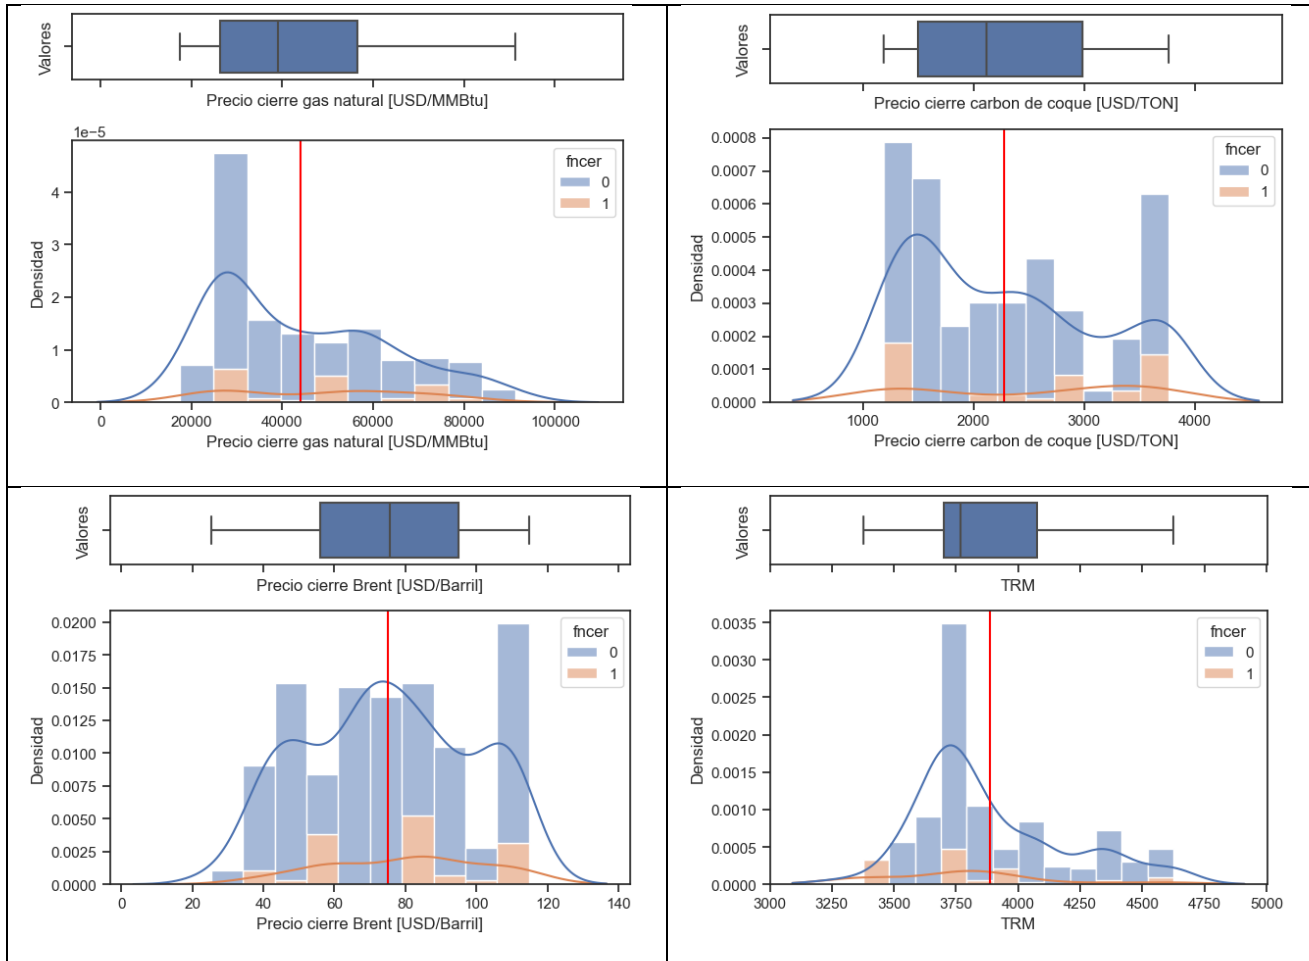 Valores
Precio cierre gas natural [USD/MMBtu]
1e−5
fncer
0
1
Densidad
4
3
2
1
0
0 20000 40000 60000 80000 100000
Precio cierre gas natural [USD/MMBtu]
Valores
Precio cierre carbon de coque [USD/TON]
fncer
0
1
Densidad
0.0008
0.0007
0.0006
0.0005
0.0004
0.0003
0.0002
0.0001
0.0000
1000 2000 3000 4000
Precio cierre carbon de coque [USD/TON]
Valores
Precio cierre Brent [USD/Barril]
fncer
0
1
Densidad
0.0200
0.0175
0.0150
0.0125
0.0100
0.0075
0.0050
0.0025
0.0000
0 20 40 60 80 100 120 140
Precio cierre Brent [USD/Barril]
Valores
TRM
fncer
0
1
Densidad
0.0035
0.0030
0.0025
0.0020
0.0015
0.0010
0.0005
0.0000
3000 3250 3500 3750 4000 4250 4500 4750 5000
TRM